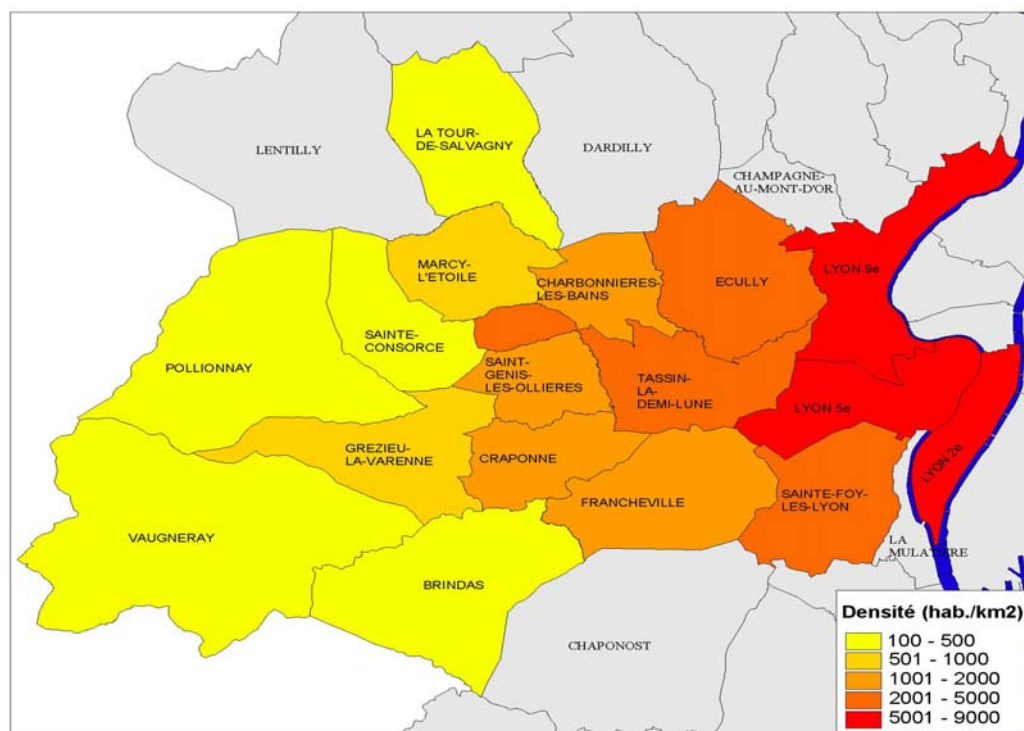 LA TOUR-
DE-SALVAGNY
LENTILLY
DARDILLY
CHAMPAGNE-
AU-MONT-D'OR
MARCY-
L'ETOILE
CHARBONNIERES-
LES-BAINS
ECULLY
LYON 9e
SAINTE-
CONSORCE
POLLIONNAY
SAINT-
GENIS-
LES-OLLIERES
TASSIN-
LA-
DEMI-LUNE
LYON 5e
GREZIEU-
LA-VARENNE
CRAPONNE
LYON 2e
FRANCHEVILLE
SAINTE-FOY-
LES-LYON
VAUGNERAY
LA
MULATIERE
BRINDAS
CHAPONOST
Densité (hab./km2)
100 - 500
501 - 1000
1001 - 2000
2001 - 5000
5001 - 9000